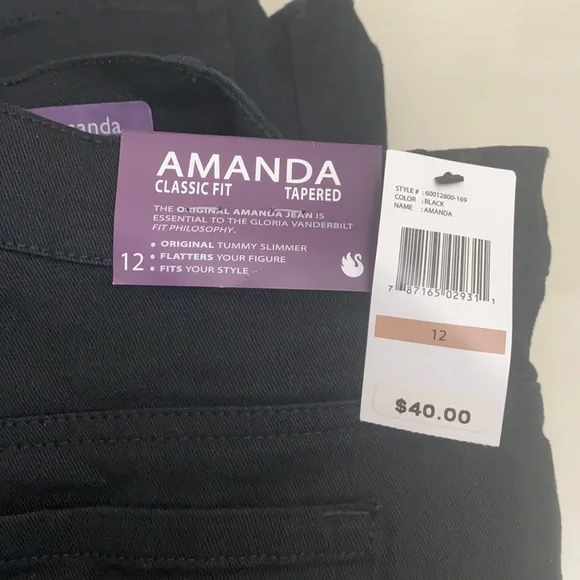 anda
AMANDA
CLASSIC FIT TAPERED
THE ORIGINAL AMANDA JEAN IS
ESSENTIAL TO THE GLORIA VANDERBILT
FIT PHILOSOPHY.
• ORIGINAL TUMMY SLIMMER
• FLATTERS YOUR FIGURE
12 • FITS YOUR STYLE
STYLE #: 60012800-169
COLOR : BLACK
NAME : AMANDA
7 87165 02931 1
12
$40.00